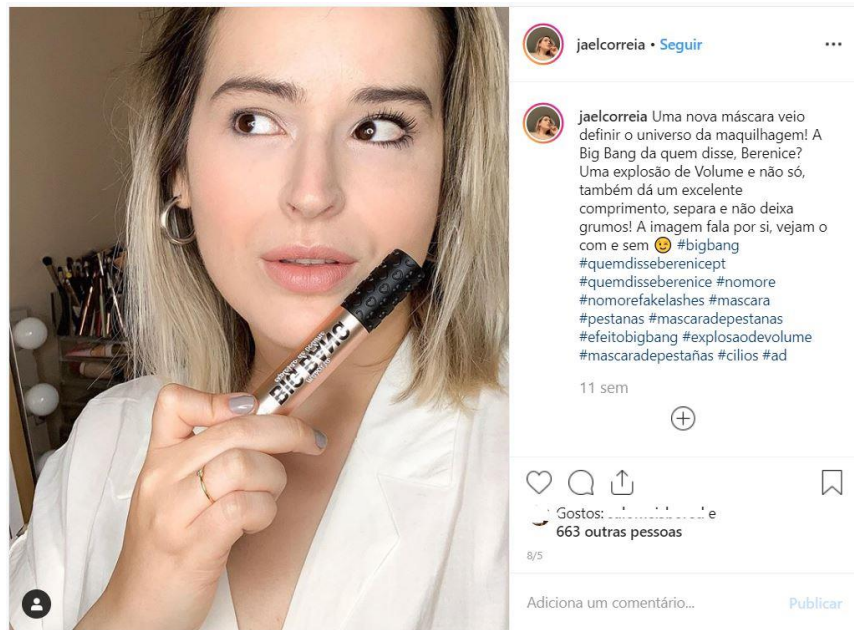 jaelcorreia • Seguir
jaelcorreia Uma nova máscara veio
definir o universo da maquilhagem! A
Big Bang da quem disse, Berenice?
Uma explosão de Volume e não só,
também dá um excelente
comprimento, separa e não deixa
grumos! A imagem fala por si, vejam o
com e sem 😉 #bigbang
#quemdisseberenicept
#quemdisseberenice #nomore
#nomorefakelashes #mascara
#pestanas #mascaradepestanas
#efeitobigbang #explosaodevolume
#mascaradepestañas #cilios #ad
11 sem
BIG BANG
Gostos: e
663 outras pessoas
8/5
Adiciona um comentário... Publicar